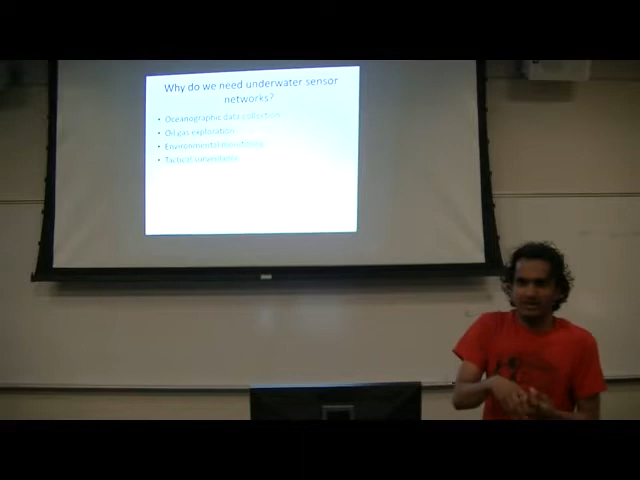 Why do we need underwater sensor
networks?
• Oceanographic data collection
• Oil gas exploration
• Environmental monitoring
• Tactical surveillance